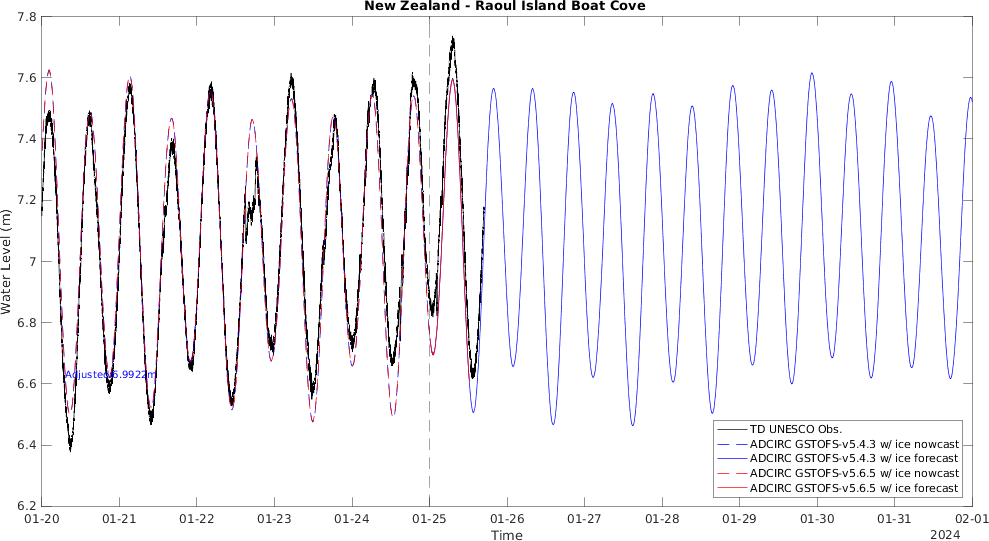 New Zealand - Raoul Island Boat Cove
Water Level (m)
7.8
7.6
7.4
7.2
7
6.8
6.6
6.4
6.2
Adjusted 6.9922m
TD UNESCO Obs.
ADCIRC GSTOFS-v5.4.3 w/ ice nowcast
ADCIRC GSTOFS-v5.4.3 w/ ice forecast
ADCIRC GSTOFS-v5.6.5 w/ ice nowcast
ADCIRC GSTOFS-v5.6.5 w/ ice forecast
01-20 01-21 01-22 01-23 01-24 01-25 01-26 01-27 01-28 01-29 01-30 01-31 02-01
Time
2024